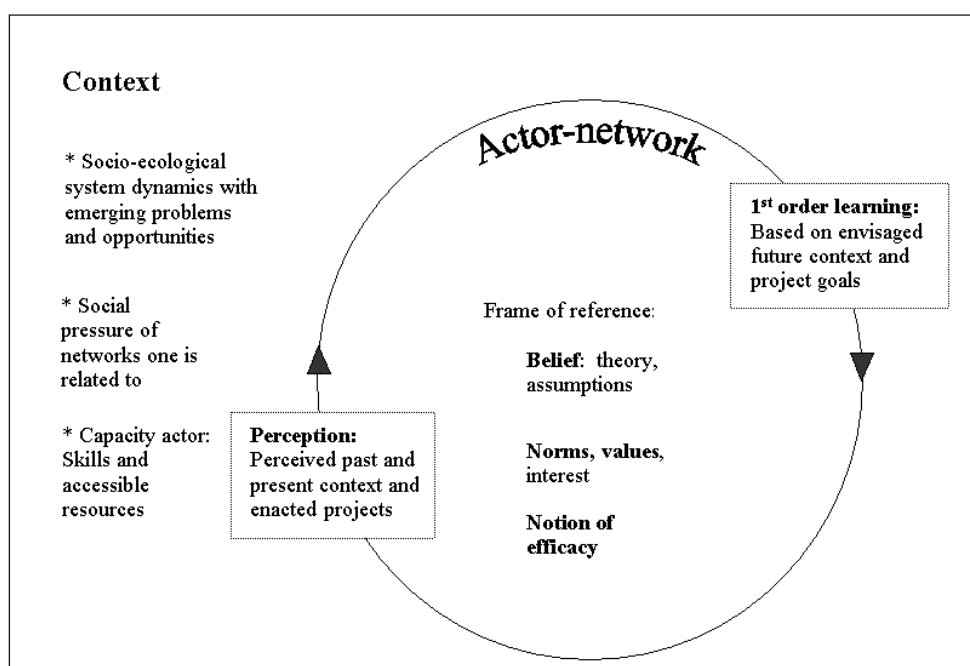 Context
* Socio-ecological
system dynamics with
emerging problems
and opportunities
* Social
pressure of
networks one is
related to
* Capacity actor:
Skills and
accessible
resources
Actor-network
1st order learning:
Based on envisaged
future context and
project goals
Frame of reference:
Belief: theory,
assumptions
Norms, values,
interest
Notion of
efficacy
Perception:
Perceived past and
present context and
enacted projects